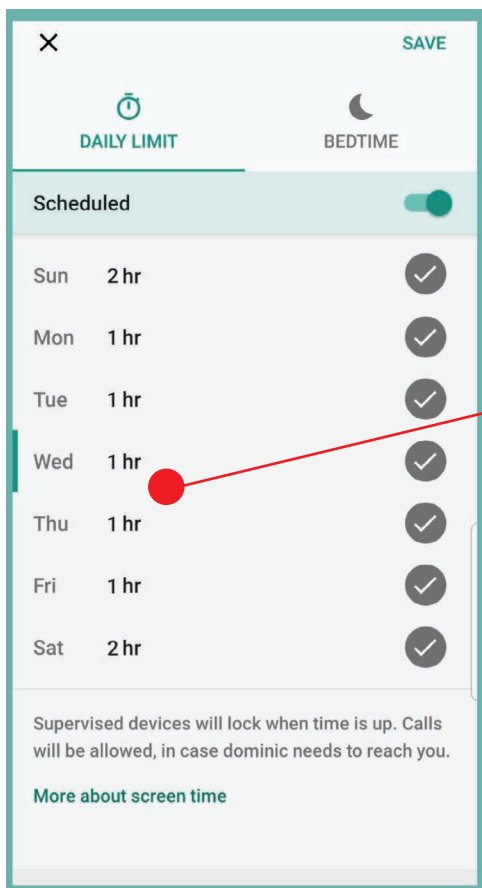 SAVE
DAILY LIMIT
BEDTIME
Scheduled
Sun 2 hr
Mon 1 hr
Tue 1 hr
Wed 1 hr
Thu 1 hr
Fri 1 hr
Sat 2 hr
Supervised devices will lock when time is up. Calls
will be allowed, in case dominic needs to reach you.
More about screen time